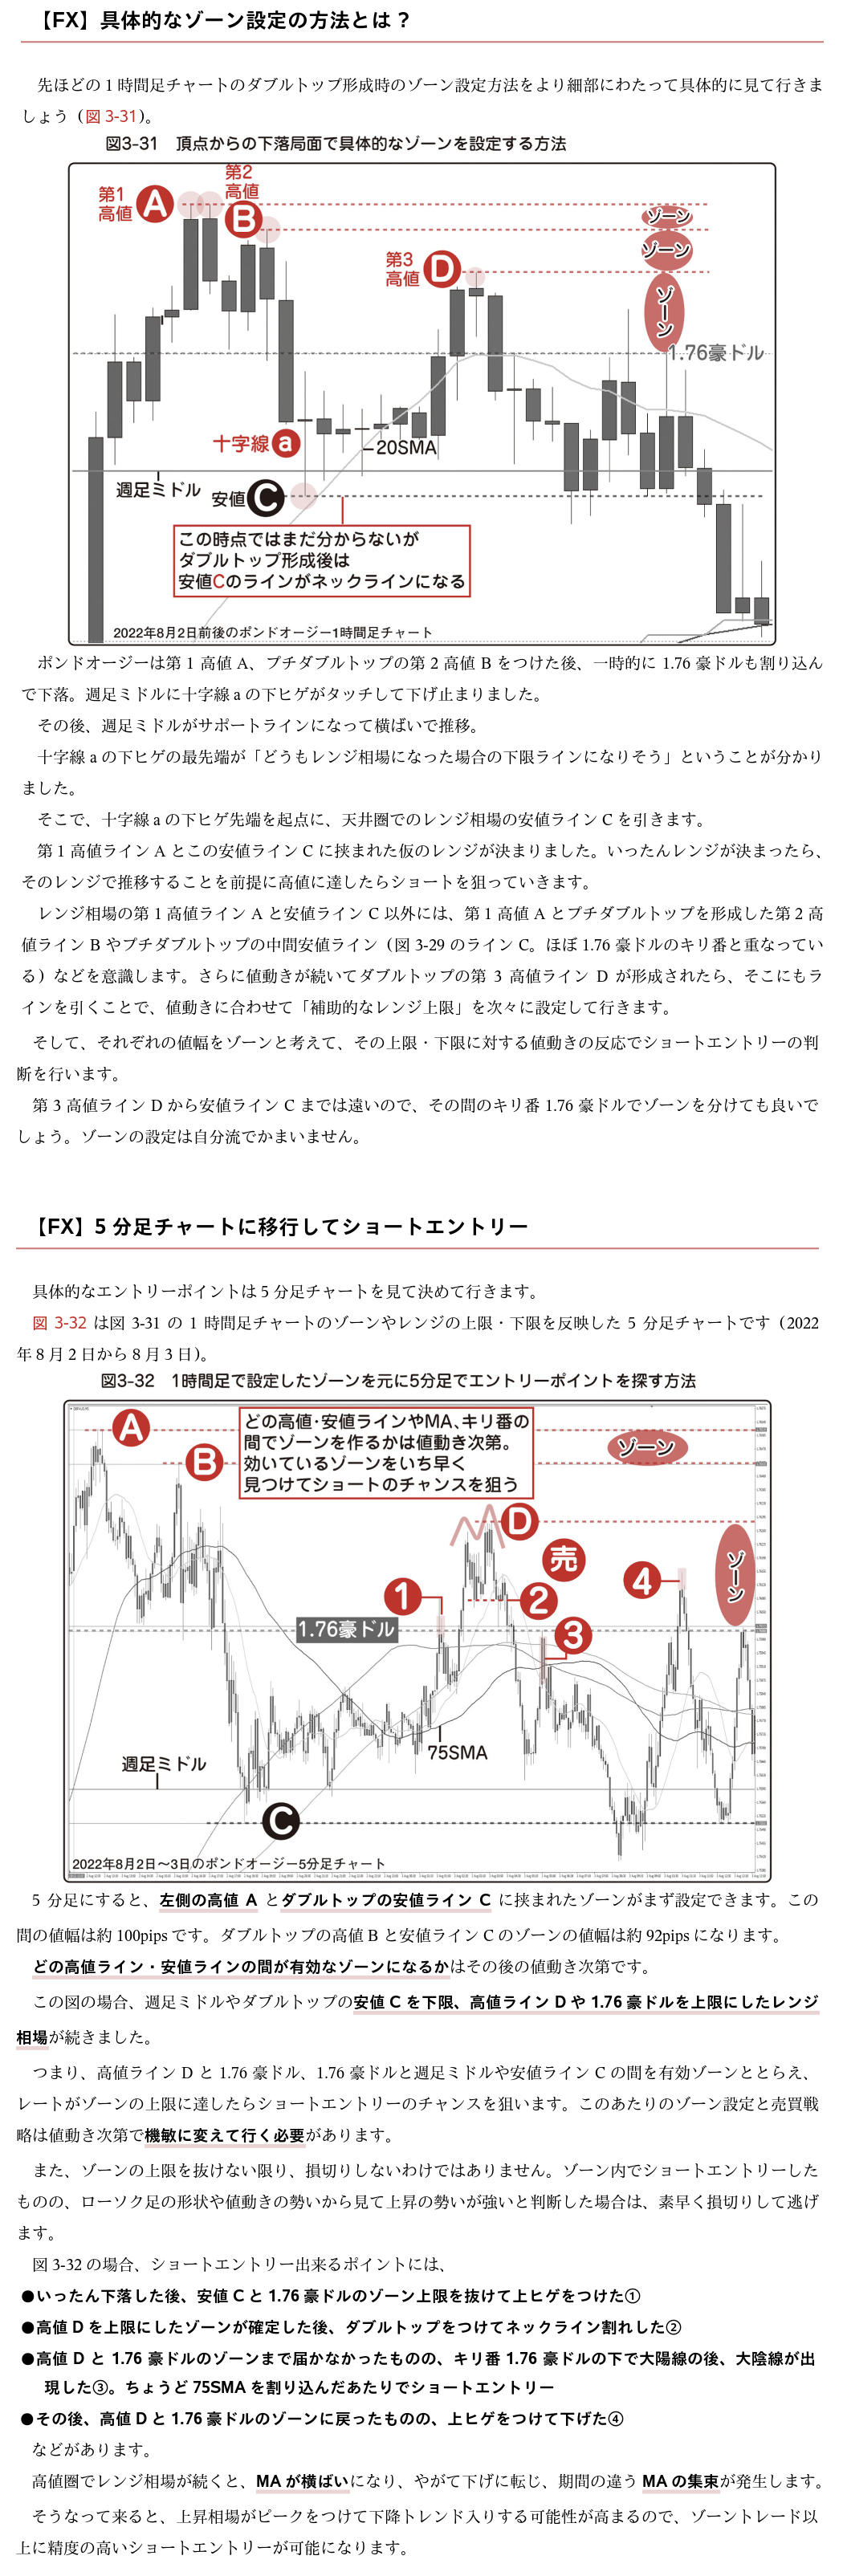 【FX】具体的なゾーン設定の方法とは？
先ほどの1時間足チャートのダブルトップ形成時のゾーン設定方法をより細部にわたって具体的に見て行きま
しょう（図3-31）。
図3-31　頂点からの下落局面で具体的なゾーンを設定する方法
第1
高値
A
第2
高値
B
第3
高値
D
ゾーン
ゾーン
ゾーン
1.76豪ドル
十字線
a
20SMA
週足ミドル
安値
C
この時点ではまだ分からないが
ダブルトップ形成後は
安値Cのラインがネックラインになる
2022年8月2日前後のポンドオージー1時間足チャート
ポンドオージーは第1高値A、プチダブルトップの第2高値Bをつけた後、一時的に1.76豪ドルも割り込ん
で下落。週足ミドルに十字線aの下ヒゲがタッチして下げ止まりました。
その後、週足ミドルがサポートラインになって横ばいで推移。
十字線aの下ヒゲの最先端が「どうもレンジ相場になった場合の下限ラインになりそう」ということが分かり
ました。
そこで、十字線aの下ヒゲ先端を起点に、天井圏でのレンジ相場の安値ラインCを引きます。
第1高値ラインAとこの安値ラインCに挟まれた仮のレンジが決まりました。いったんレンジが決まったら、
そのレンジで推移することを前提に高値に達したらショートを狙っていきます。
レンジ相場の第1高値ラインAと安値ラインC以外には、第1高値Aとプチダブルトップを形成した第2高
値ラインBやプチダブルトップの中間安値ライン（図3-29のラインC。ほぼ1.76豪ドルのキリ番と重なってい
る）などを意識します。さらに値動きが続いてダブルトップの第3高値ラインDが形成されたら、そこにもラ
インを引くことで、値動きに合わせて「補助的なレンジ上限」を次々に設定して行きます。
そして、それぞれの値幅をゾーンと考えて、その上限・下限に対する値動きの反応でショートエントリーの判
断を行います。
第3高値ラインDから安値ラインCまでは遠いので、その間のキリ番1.76豪ドルでゾーンを分けても良いで
しょう。ゾーンの設定は自分流でかまいません。
【FX】5分足チャートに移行してショートエントリー
具体的なエントリーポイントは5分足チャートを見て決めて行きます。
図3-32は図3-31の1時間足チャートのゾーンやレンジの上限・下限を反映した5分足チャートです（2022
年8月2日から8月3日）。
図3-32　1時間足で設定したゾーンを元に5分足でエントリーポイントを探す方法
A
B
どの高値・安値ラインやMA、キリ番の
間でゾーンを作るかは値動き次第。
効いているゾーンをいち早く
見つけてショートのチャンスを狙う
ゾーン
D
売
ゾーン
1
2
3
4
1.76豪ドル
75SMA
週足ミドル
C
2022年8月2日〜3日のポンドオージー5分足チャート
5分足にすると、左側の高値Aとダブルトップの安値ラインCに挟まれたゾーンがまず設定できます。この
間の値幅は約100pipsです。ダブルトップの高値Bと安値ラインCのゾーンの値幅は約92pipsになります。
どの高値ライン・安値ラインの間が有効なゾーンになるかはその後の値動き次第です。
この図の場合、週足ミドルやダブルトップの安値Cを下限、高値ラインDや1.76豪ドルを上限にしたレンジ
相場が続きました。
つまり、高値ラインDと1.76豪ドル、1.76豪ドルと週足ミドルや安値ラインCの間を有効ゾーンととらえ、
レートがゾーンの上限に達したらショートエントリーのチャンスを狙います。このあたりのゾーン設定と売買戦
略は値動き次第で機敏に変えて行く必要があります。
また、ゾーンの上限を抜けない限り、損切りしないわけではありません。ゾーン内でショートエントリーした
ものの、ローソク足の形状や値動きの勢いから見て上昇の勢いが強いと判断した場合は、素早く損切りして逃げ
ます。
図3-32の場合、ショートエントリー出来るポイントには、
●いったん下落した後、安値Cと1.76豪ドルのゾーン上限を抜けて上ヒゲをつけた①
●高値Dを上限にしたゾーンが確定した後、ダブルトップをつけてネックライン割れした②
●高値Dと1.76豪ドルのゾーンまで届かなかったものの、キリ番1.76豪ドルの下で大陽線の後、大陰線が出
現した③。ちょうど75SMAを割り込んだあたりでショートエントリー
●その後、高値Dと1.76豪ドルのゾーンに戻ったものの、上ヒゲをつけて下げた④
などがあります。
高値圏でレンジ相場が続くと、MAが横ばいになり、やがて下げに転じ、期間の違うMAの集束が発生します。
そうなって来ると、上昇相場がピークをつけて下降トレンド入りする可能性が高まるので、ゾーントレード以
上に精度の高いショートエントリーが可能になります。